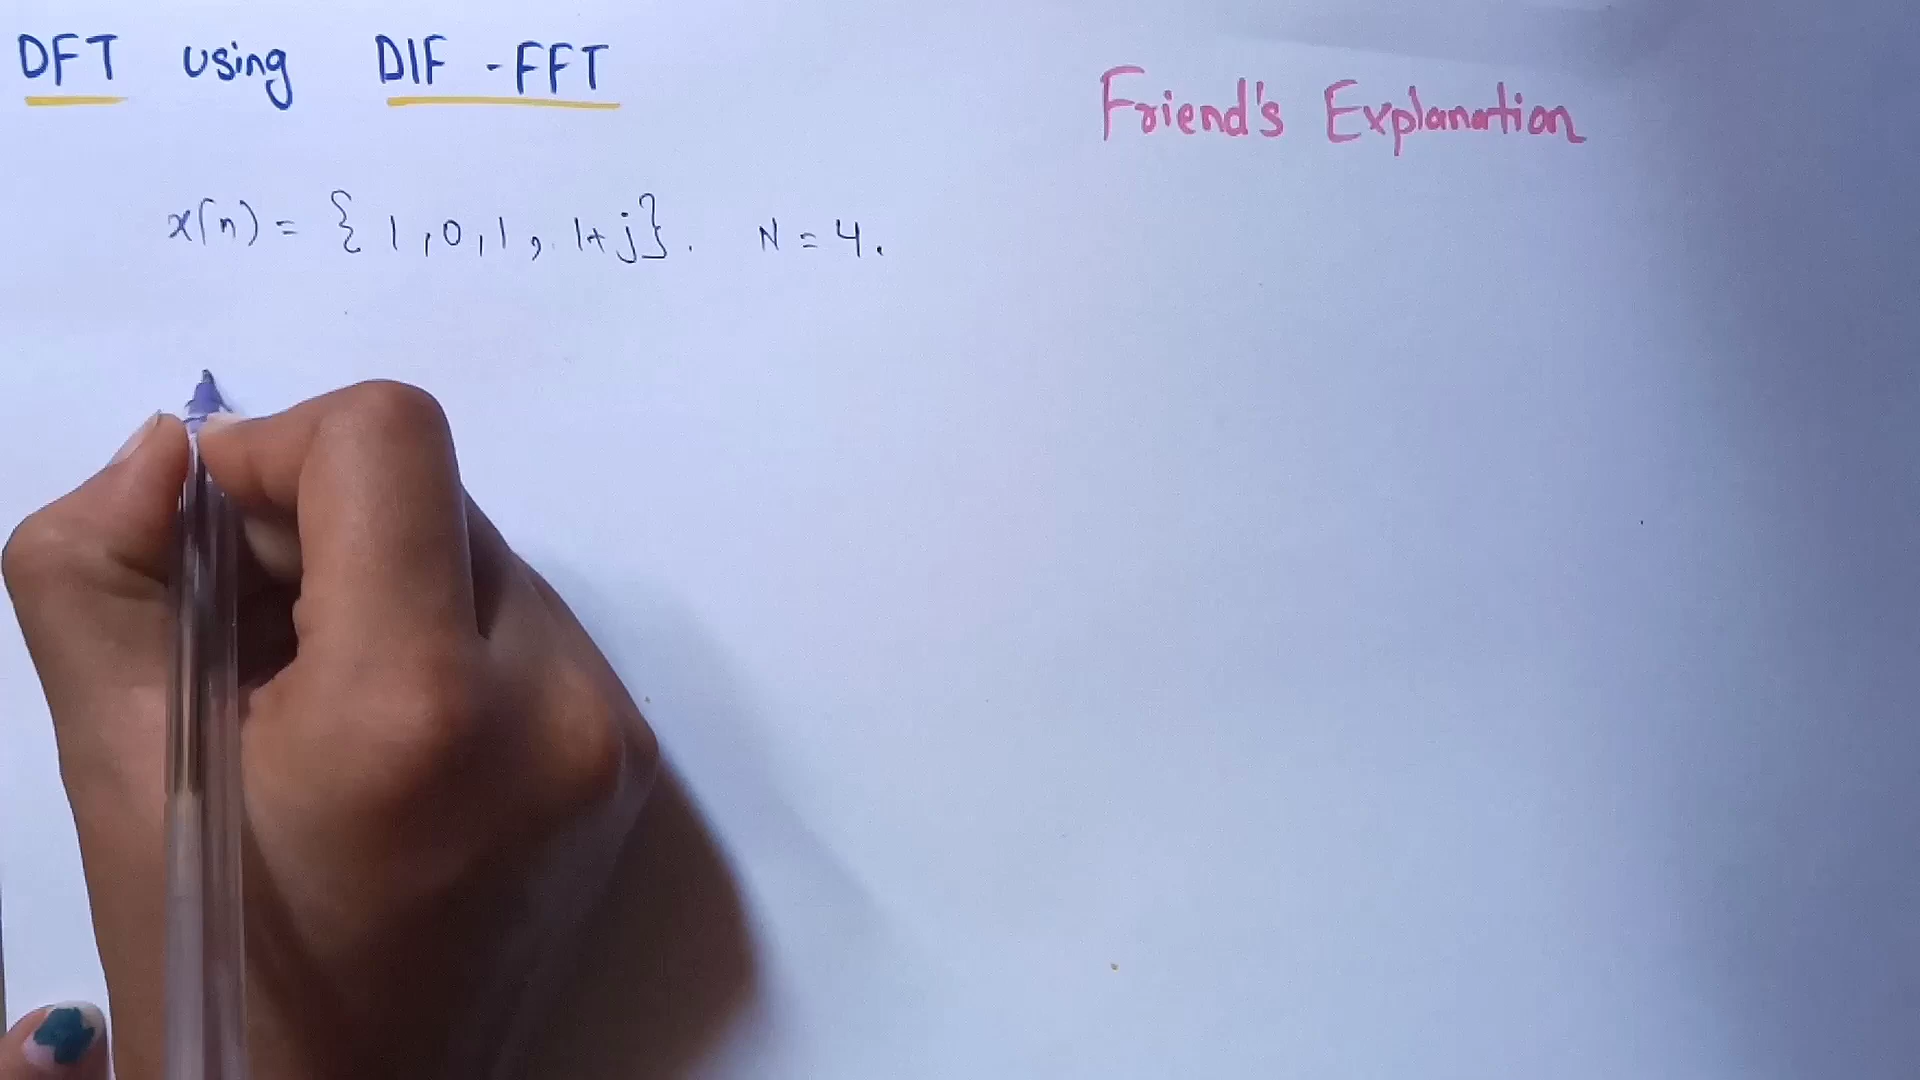 DFT using DIF -FFT
Friend's Explanation
x(n) = { 1 , 0 , 1 , 1+j}. N = 4.